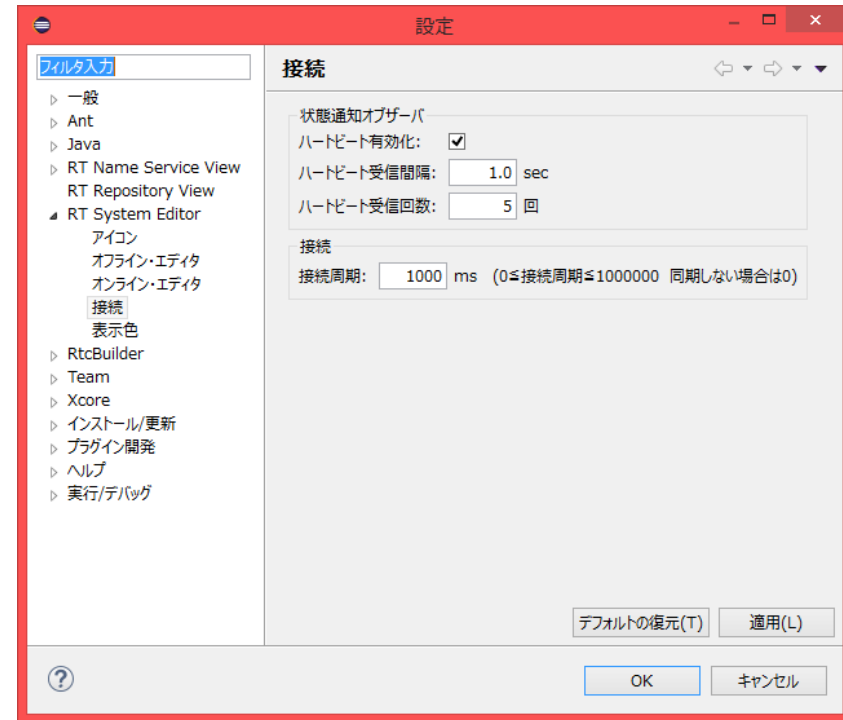 設定
フィルタ入力
一般
Ant
Java
RT Name Service View
RT Repository View
RT System Editor
アイコン
オフライン・エディタ
オンライン・エディタ
接続
表示色
RtcBuilder
Team
Xcore
インストール/更新
プラグイン開発
ヘルプ
実行/デバッグ
接続
状態通知オブザーバ
ハートビート有効化:
ハートビート受信間隔: 1.0 sec
ハートビート受信回数: 5 回
接続
接続周期: 1000 ms (0≦接続周期≦1000000 同期しない場合は0)
デフォルトの復元(T) 適用(L)
? OK キャンセル